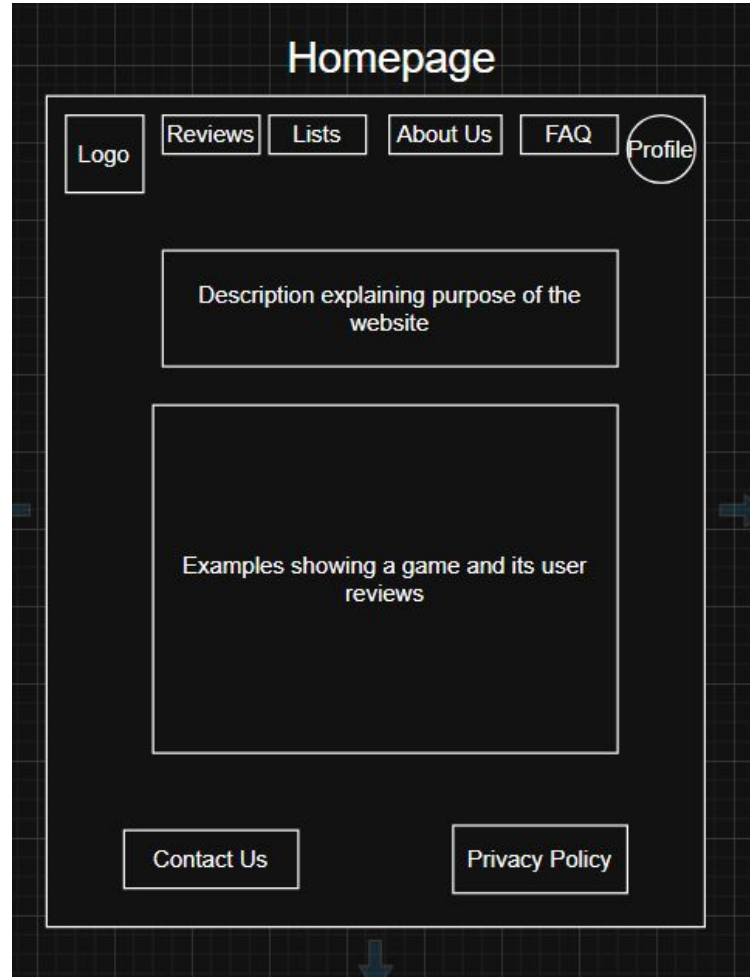 Homepage
Logo
Reviews
Lists
About Us
FAQ
Profile
Description explaining purpose of the
website
Examples showing a game and its user
reviews
Contact Us
Privacy Policy